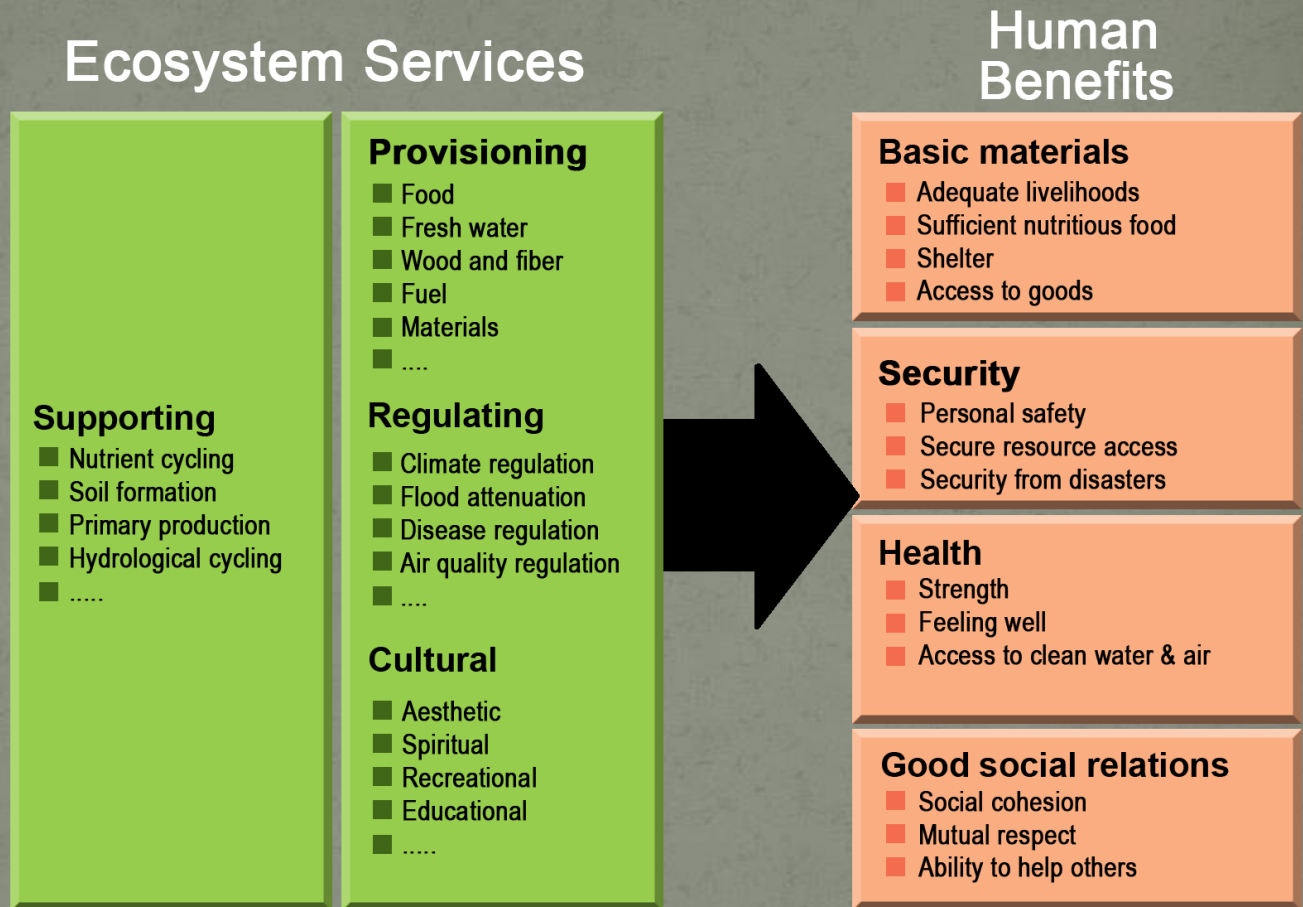 Ecosystem Services
Supporting
Nutrient cycling
Soil formation
Primary production
Hydrological cycling
.....
Provisioning
Food
Fresh water
Wood and fiber
Fuel
Materials
....
Regulating
Climate regulation
Flood attenuation
Disease regulation
Air quality regulation
....
Cultural
Aesthetic
Spiritual
Recreational
Educational
.....
Human
Benefits
Basic materials
Adequate livelihoods
Sufficient nutritious food
Shelter
Access to goods
Security
Personal safety
Secure resource access
Security from disasters
Health
Strength
Feeling well
Access to clean water & air
Good social relations
Social cohesion
Mutual respect
Ability to help others